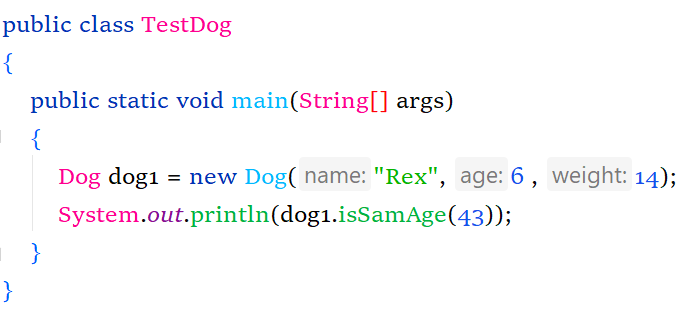 public class TestDog
{
public static void main(String[] args)
{
Dog dog1 = new Dog( name: "Rex", age: 6 , weight: 14);
System.out.println(dog1.isSamAge(43));
}
}